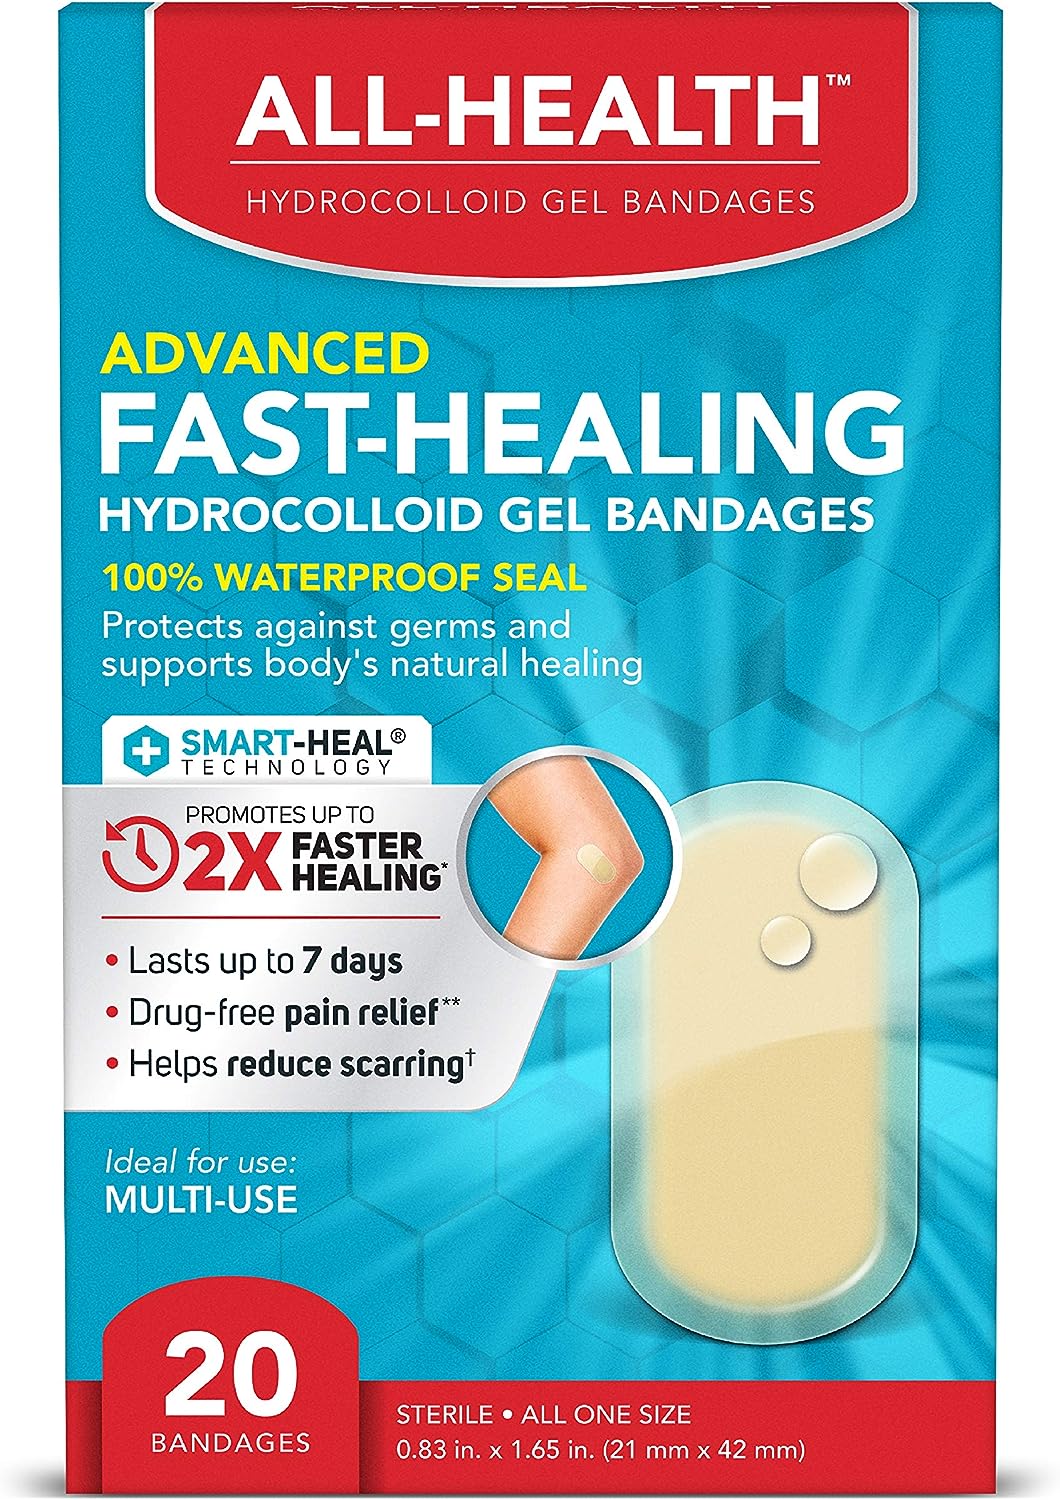 ALL-HEALTH™
HYDROCOLLOID GEL BANDAGES
ADVANCED
FAST-HEALING
HYDROCOLLOID GEL BANDAGES
100% WATERPROOF SEAL
Protects against germs and
supports body's natural healing
SMART-HEAL®
TECHNOLOGY
PROMOTES UP TO
2X FASTER
HEALING*
• Lasts up to 7 days
• Drug-free pain relief**
• Helps reduce scarring†
Ideal for use:
MULTI-USE
20
BANDAGES
STERILE • ALL ONE SIZE
0.83 in. x 1.65 in. (21 mm x 42 mm)